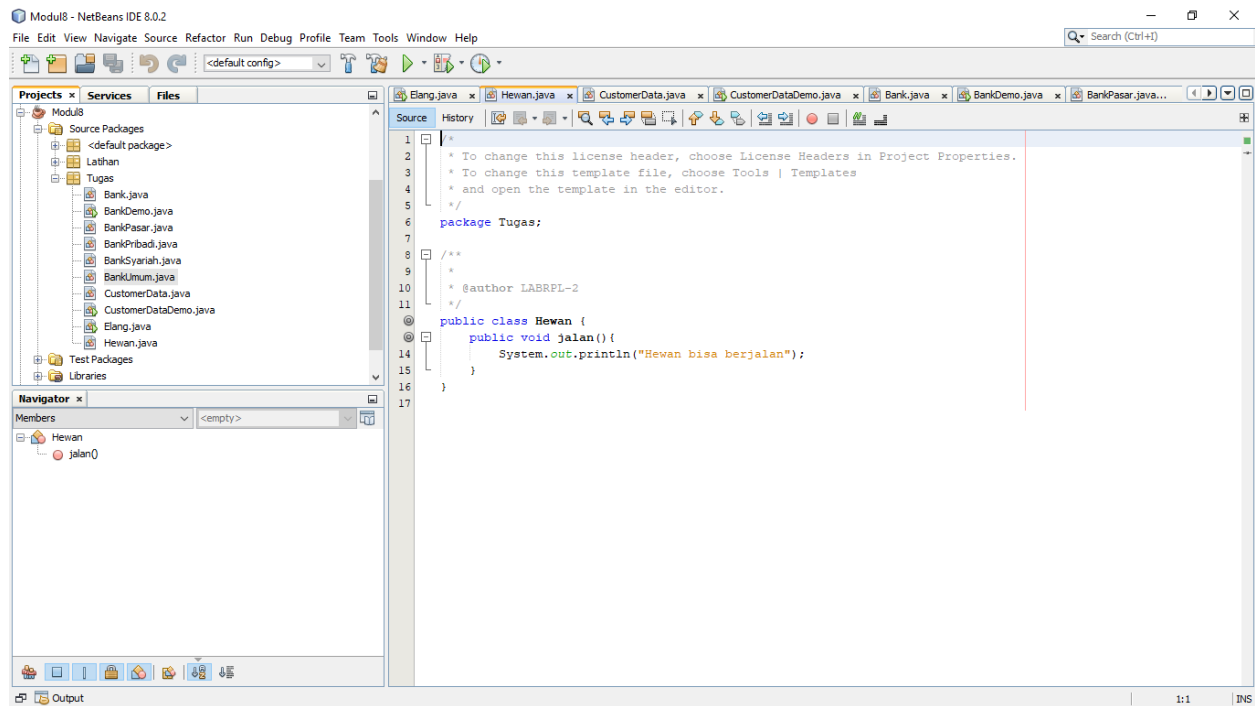 Modul8 - NetBeans IDE 8.0.2
File Edit View Navigate Source Refactor Run Debug Profile Team Tools Window Help
Search (Ctrl+I)
<default config>
Projects Services Files
Modul8
Source Packages
<default package>
Latihan
Tugas
Bank.java
BankDemo.java
BankPasar.java
BankPribadi.java
BankSyariah.java
BankUmum.java
CustomerData.java
CustomerDataDemo.java
Elang.java
Hewan.java
Test Packages
Libraries
Navigator
Members <empty>
Hewan
jalan()
Elang.java Hewan.java CustomerData.java CustomerDataDemo.java Bank.java BankDemo.java BankPasar.java...
Source History
1 /*
2 * To change this license header, choose License Headers in Project Properties.
3 * To change this template file, choose Tools | Templates
4 * and open the template in the editor.
5 */
6 package Tugas;
7
8 /**
9 *
10 * @author LABRPL-2
11 */
public class Hewan {
public void jalan(){
14 System.out.println("Hewan bisa berjalan");
15 }
16 }
17
Output
1:1 INS